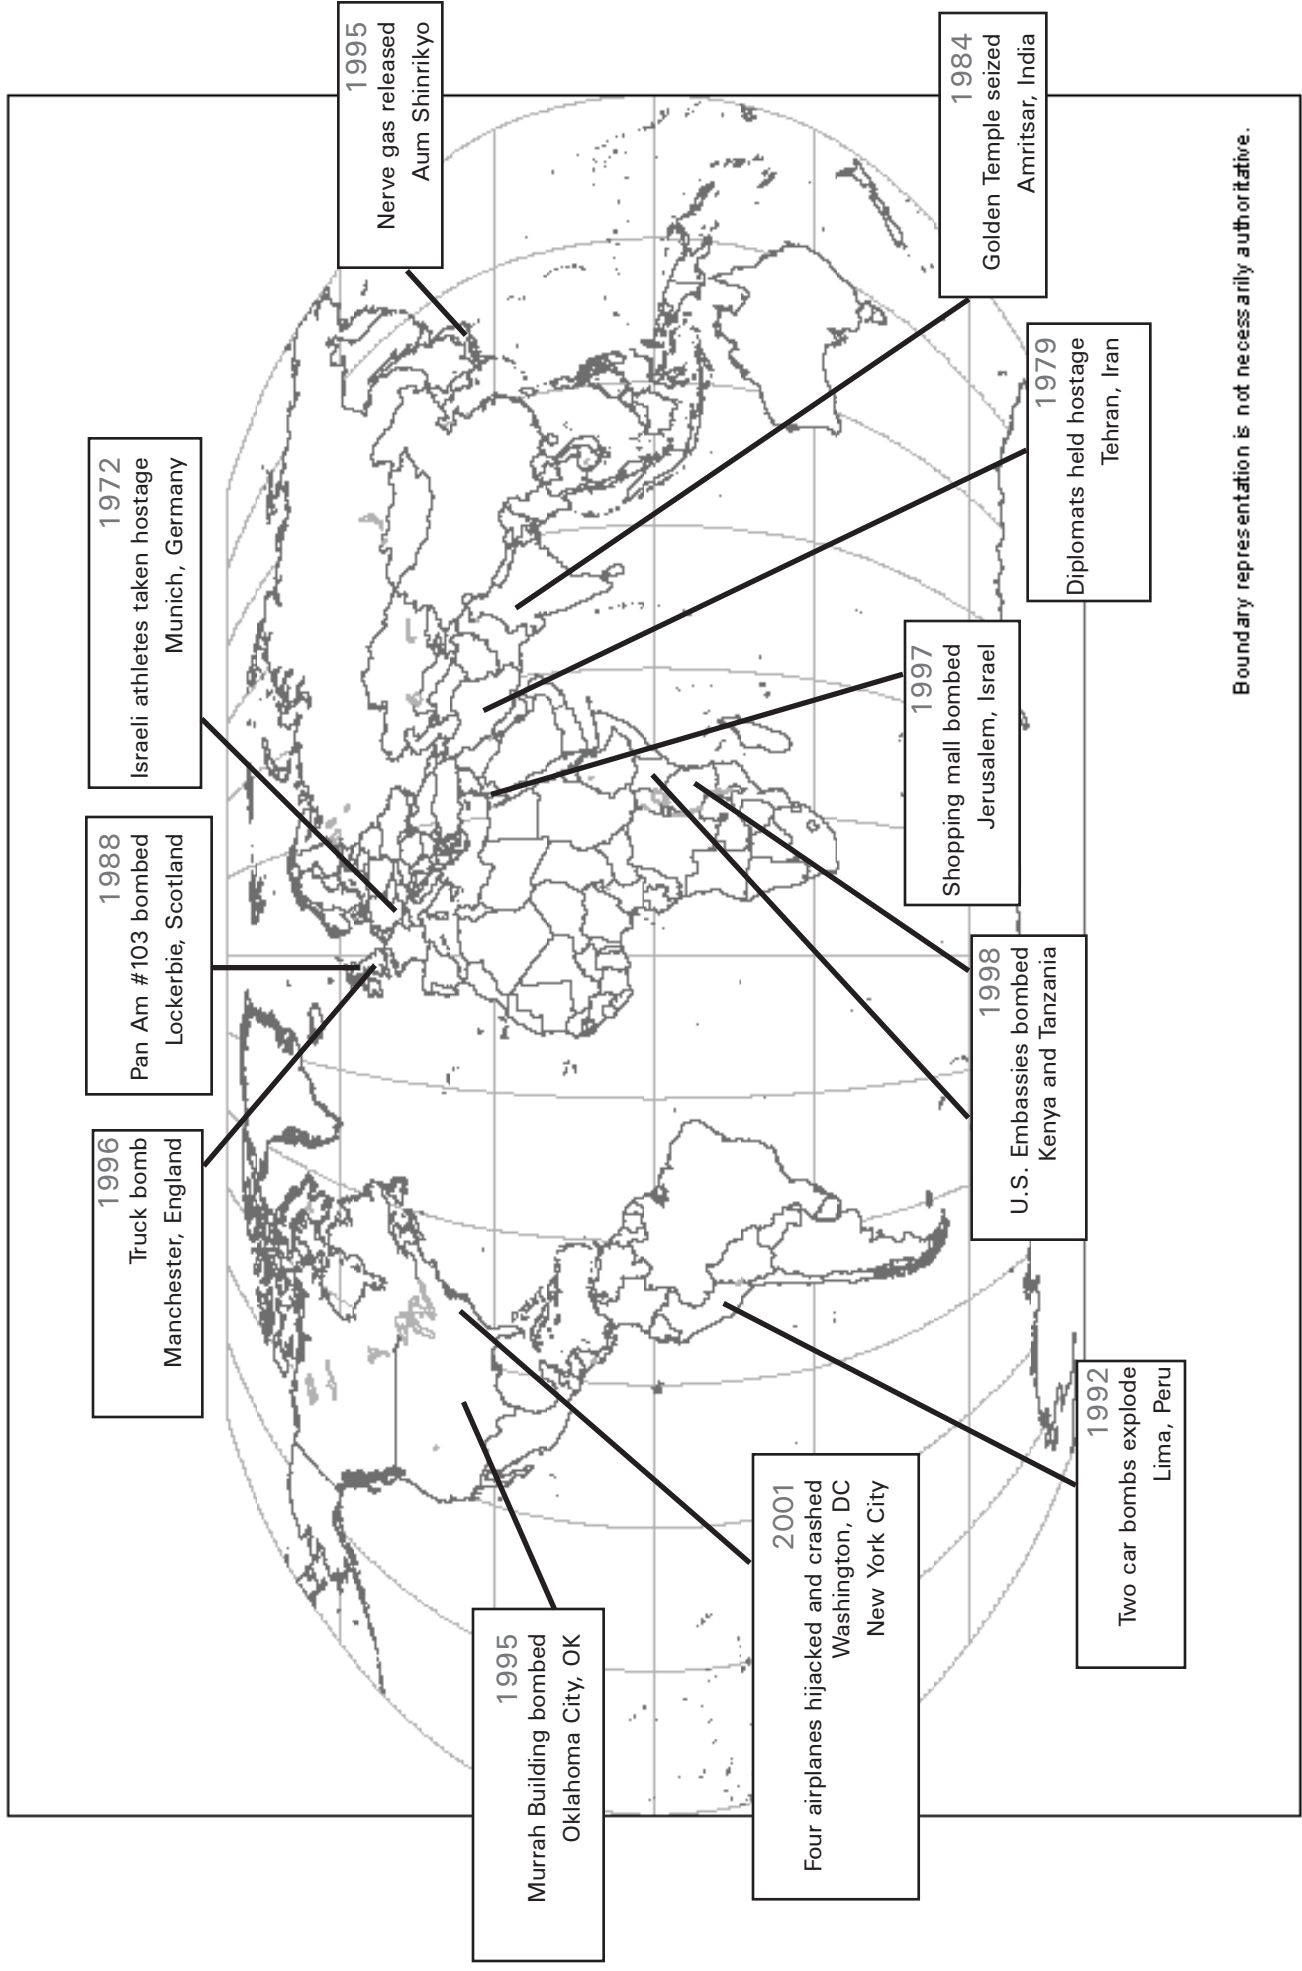 1996
Truck bomb
Manchester, England
1988
Pan Am #103 bombed
Lockerbie, Scotland
1972
Israeli athletes taken hostage
Munich, Germany
1995
Nerve gas released
Aum Shinrikyo
1995
Murrah Building bombed
Oklahoma City, OK
2001
Four airplanes hijacked and crashed
Washington, DC
New York City
1992
Two car bombs explode
Lima, Peru
1998
U.S. Embassies bombed
Kenya and Tanzania
1997
Shopping mall bombed
Jerusalem, Israel
1979
Diplomats held hostage
Tehran, Iran
1984
Golden Temple seized
Amritsar, India
Boundary representation is not necessarily authoritative.